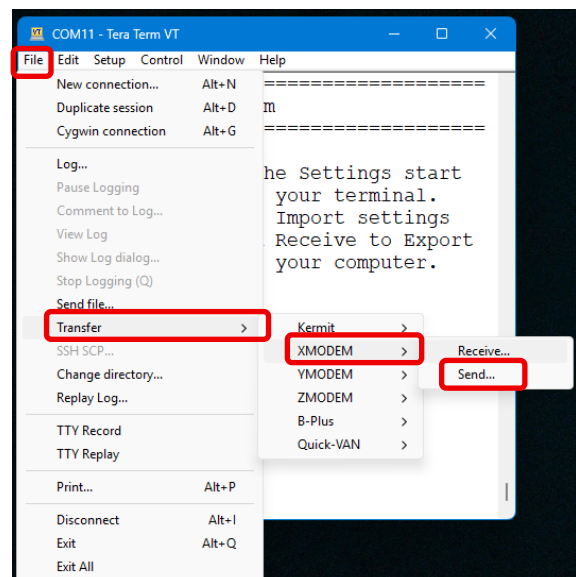 COM11 - Tera Term VT
File Edit Setup Control Window Help
New connection... Alt+N
Duplicate session Alt+D
Cygwin connection Alt+G
Log...
Pause Logging
Comment to Log...
View Log
Show Log dialog...
Stop Logging (Q)
Send file...
Transfer >
SSH SCP...
Change directory...
Replay Log...
TTY Record
TTY Replay
Print... Alt+P
Disconnect Alt+I
Exit Alt+Q
Exit All
Kermit >
XMODEM >
YMODEM >
ZMODEM >
B-Plus >
Quick-VAN >
Receive...
Send...
====================
m
====================
he Settings start
your terminal.
Import settings
Receive to Export
your computer.